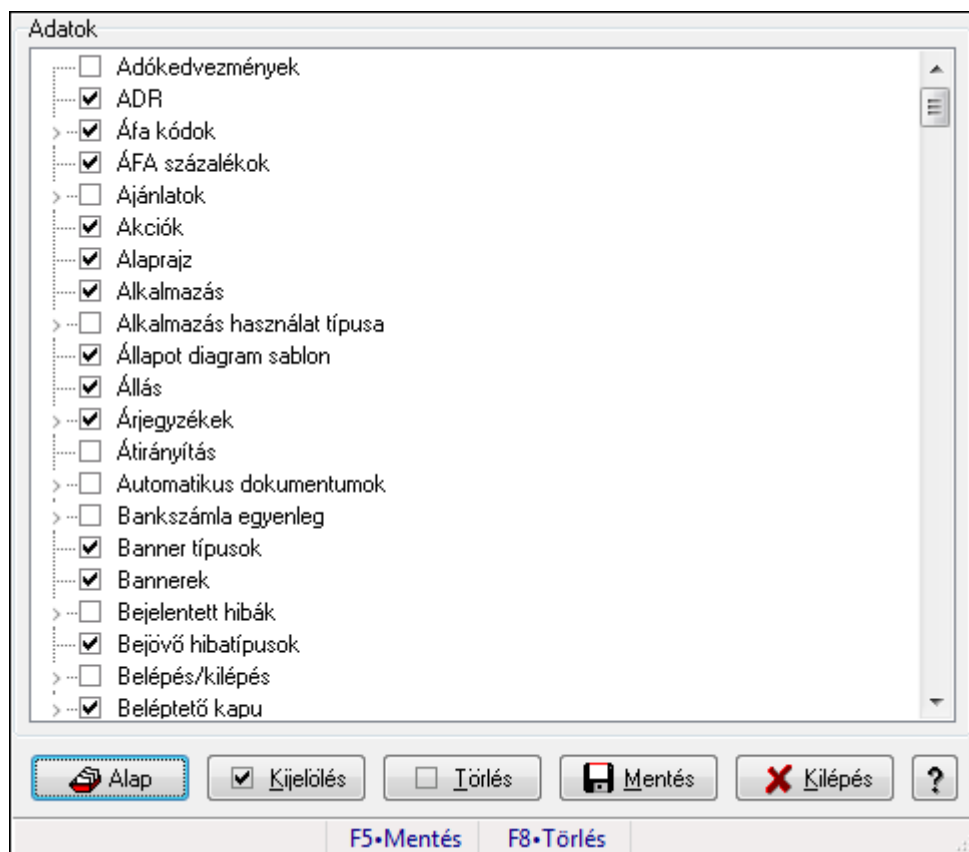 Adatok
Adókedvezmények
ADR
Áfa kódok
ÁFA százalékok
Ajánlatok
Akciók
Alaprajz
Alkalmazás
Alkalmazás használat típusa
Állapot diagram sablon
Állás
Árjegyzékek
Átirányítás
Automatikus dokumentumok
Bankszámla egyenleg
Banner típusok
Bannerek
Bejelentett hibák
Bejövő hibatípusok
Belépés/kilépés
Beléptető kapu
Alap Kijelölés Törlés Mentés Kilépés ?
F5•Mentés F8•Törlés